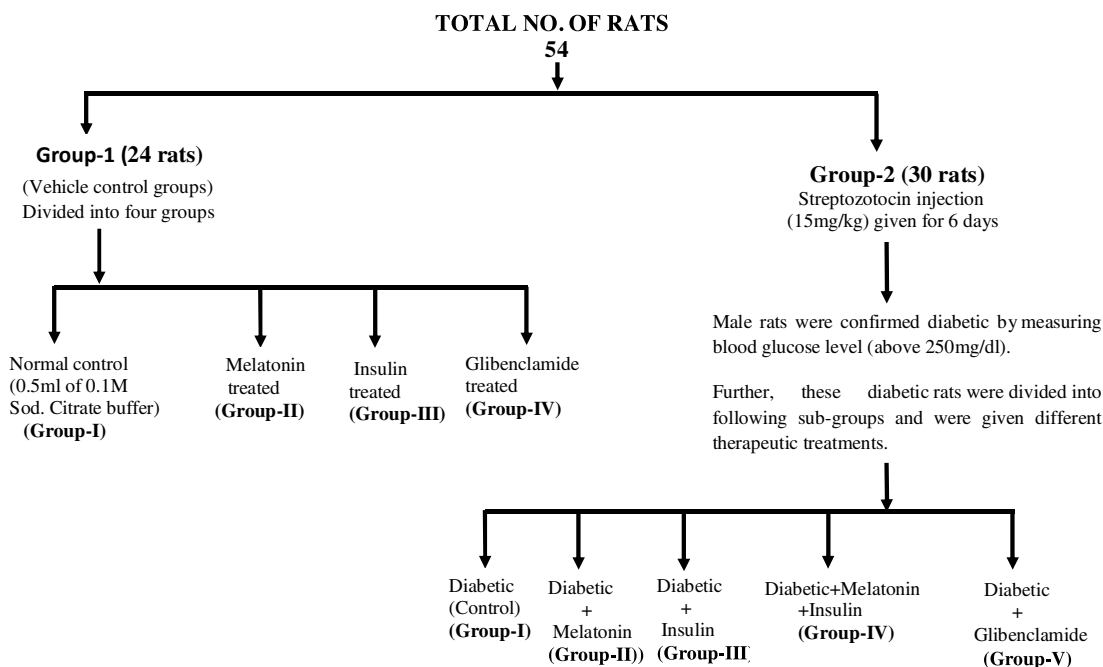 TOTAL NO. OF RATS
54
Group-1 (24 rats)
(Vehicle control groups)
Divided into four groups
Group-2 (30 rats)
Streptozotocin injection
(15mg/kg) given for 6 days
Normal control
(0.5ml of 0.1M
Sod. Citrate buffer)
(Group-I)
Melatonin
treated
(Group-II)
Insulin
treated
(Group-III)
Glibenclamide
treated
(Group-IV)
Male rats were confirmed diabetic by measuring
blood glucose level (above 250mg/dl).
Further, these diabetic rats were divided into
following sub-groups and were given different
therapeutic treatments.
Diabetic
(Control)
(Group-I)
Diabetic
+
Melatonin
(Group-II))
Diabetic
+
Insulin
(Group-III)
Diabetic+Melatonin
+Insulin
(Group-IV)
Diabetic
+
Glibenclamide
(Group-V)